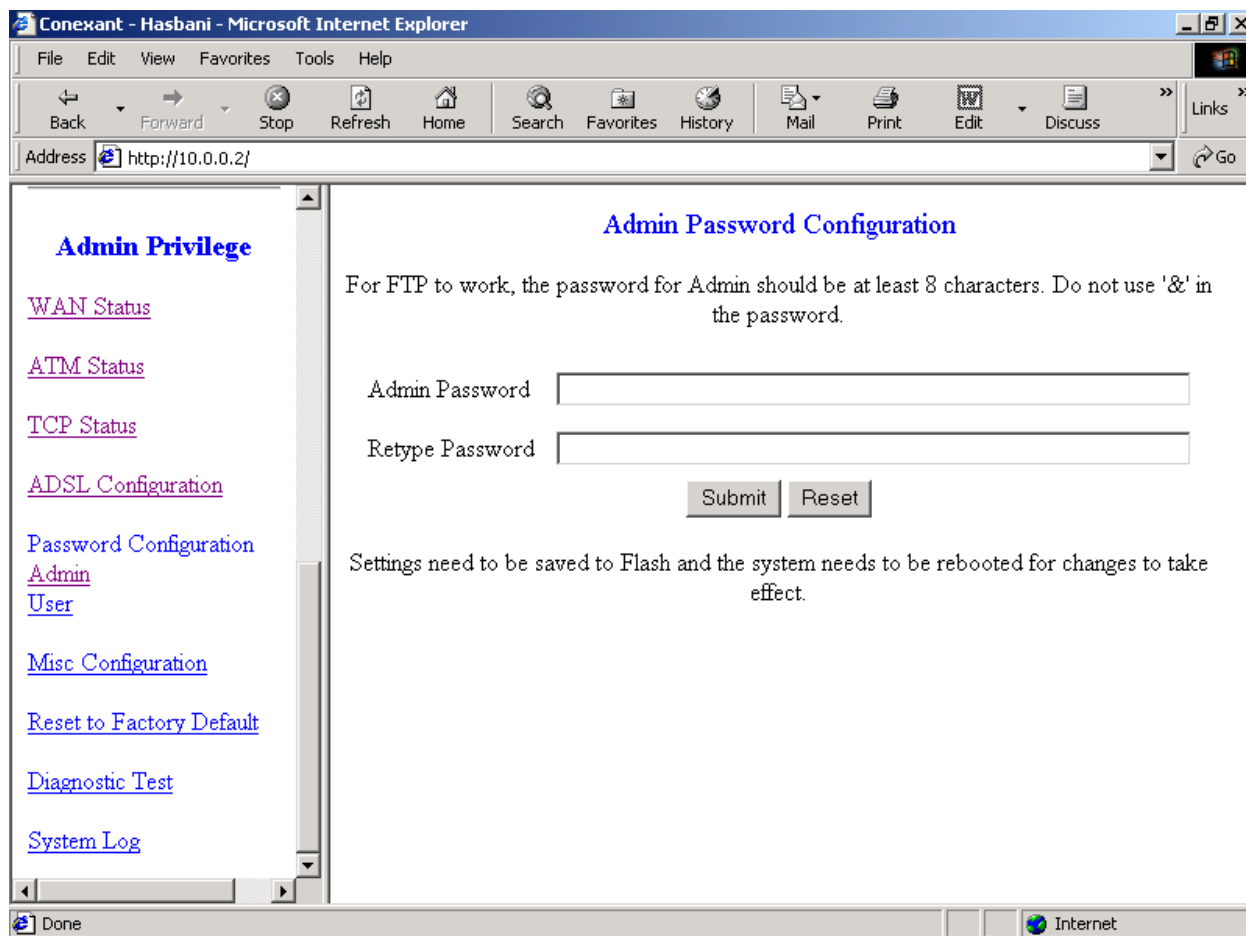 Conexant - Hasbani - Microsoft Internet Explorer
File Edit View Favorites Tools Help
Back Forward Stop Refresh Home Search Favorites History Mail Print Edit Discuss » Links »
Address http://10.0.0.2/ Go
Admin Privilege
WAN Status
ATM Status
TCP Status
ADSL Configuration
Password Configuration
Admin
User
Misc Configuration
Reset to Factory Default
Diagnostic Test
System Log
Admin Password Configuration
For FTP to work, the password for Admin should be at least 8 characters. Do not use '&' in
the password.
Admin Password
Retype Password
Submit Reset
Settings need to be saved to Flash and the system needs to be rebooted for changes to take
effect.
Done Internet